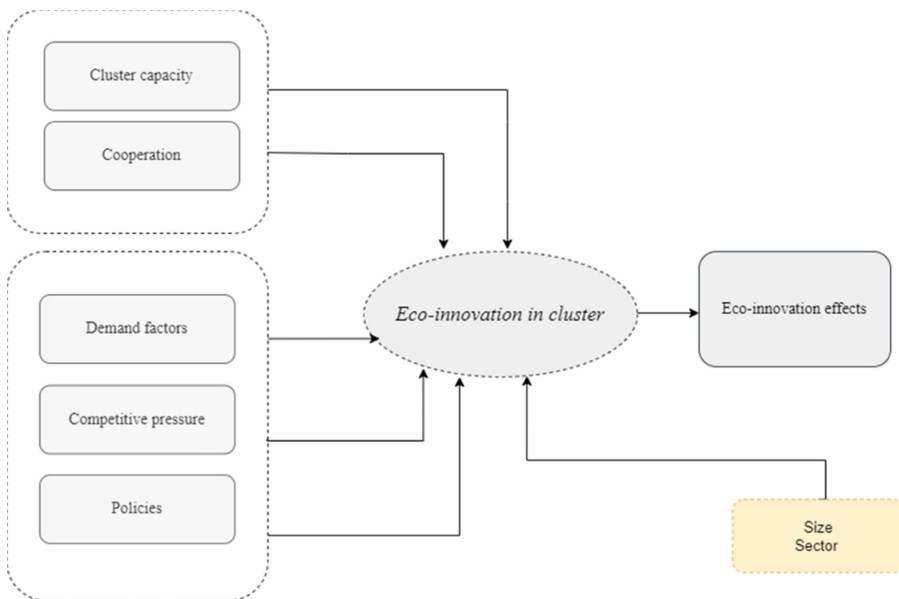 Cluster capacity
Cooperation
Demand factors
Competitive pressure
Policies
Eco-innovation in cluster
Eco-innovation effects
Size
Sector